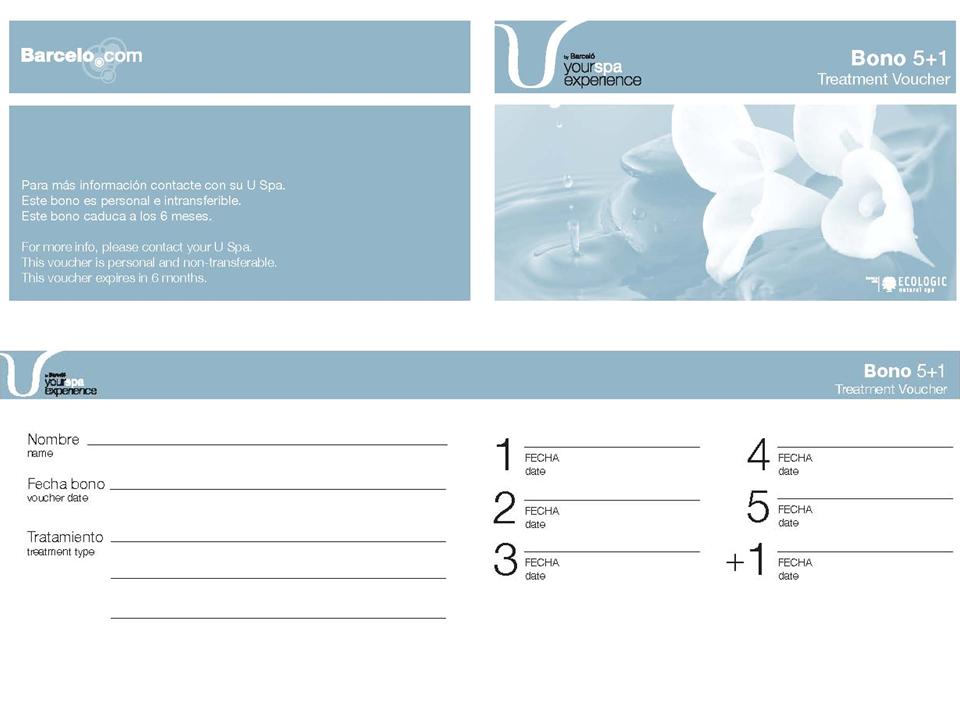 Barcelo.com
Para más información contacte con su U Spa.
Este bono es personal e intransferible.
Este bono caduca a los 6 meses.
For more info, please contact your U Spa.
This voucher is personal and non-transferable.
This voucher expires in 6 months.
U by Barceló
yourspa
experience
Bono 5+1
Treatment Voucher
ECOLOGIC
natural spa
U by Barceló
yourspa
experience
Bono 5+1
Treatment Voucher
Nombre
name
Fecha bono
voucher date
Tratamiento
treatment type
1 FECHA
date
2 FECHA
date
3 FECHA
date
4 FECHA
date
5 FECHA
date
+1 FECHA
date